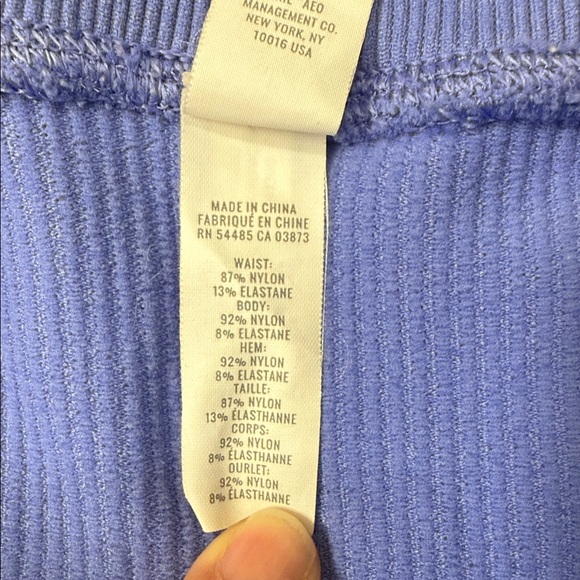 AEO
MANAGEMENT CO.
NEW YORK, NY
10016 USA
MADE IN CHINA
FABRIQUÉ EN CHINE
RN 54485 CA 03873
WAIST:
87% NYLON
13% ELASTANE
BODY:
92% NYLON
8% ELASTANE
HEM:
92% NYLON
8% ELASTANE
TAILLE:
87% NYLON
13% ÉLASTHANNE
CORPS:
92% NYLON
8% ÉLASTHANNE
OURLET:
92% NYLON
8% ÉLASTHANNE